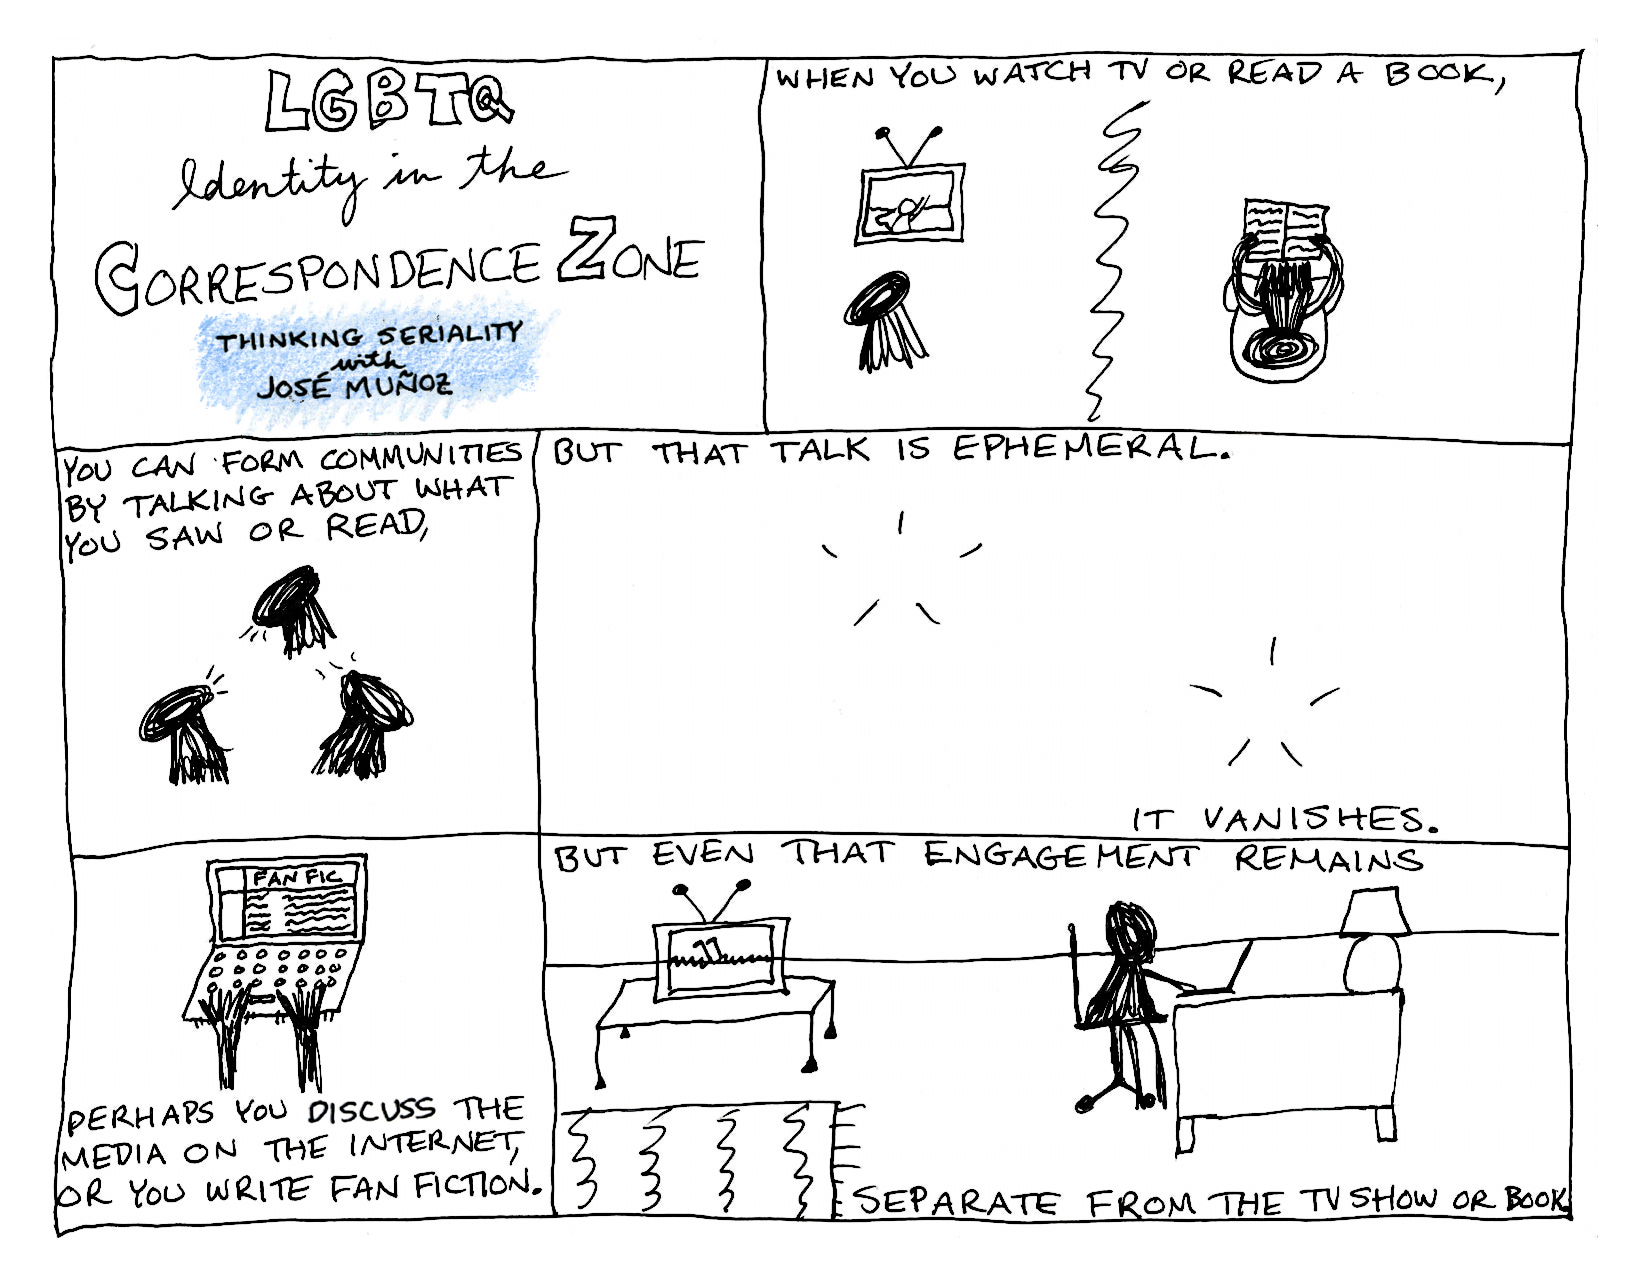 LGBTQ
Identity in the
CORRESPONDENCE ZONE
THINKING SERIALITY
with
JOSÉ MUÑOZ
WHEN YOU WATCH TV OR READ A BOOK,
YOU CAN FORM COMMUNITIES
BY TALKING ABOUT WHAT
YOU SAW OR READ,
BUT THAT TALK IS EPHEMERAL.
IT VANISHES.
FAN FIC
PERHAPS YOU DISCUSS THE
MEDIA ON THE INTERNET,
OR YOU WRITE FAN FICTION.
BUT EVEN THAT ENGAGEMENT REMAINS
SEPARATE FROM THE TV SHOW OR BOOK.